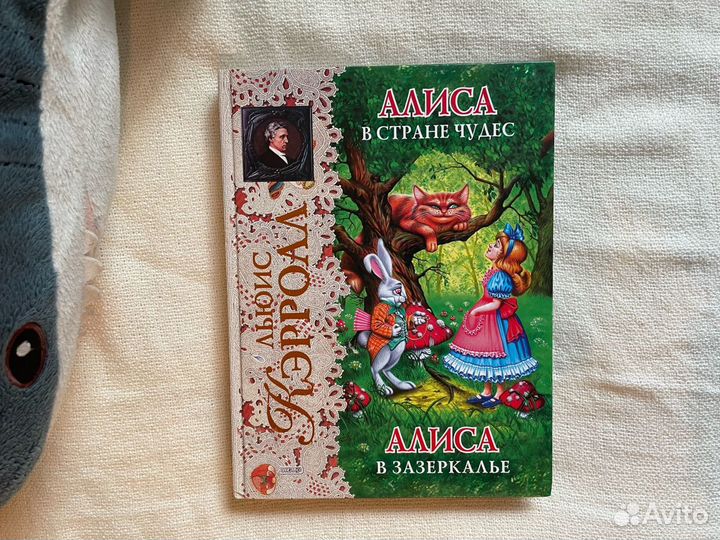 АЛИСА
В СТРАНЕ ЧУДЕС
ЛЬЮИС
КЭРРОЛЛ
АЛИСА
В ЗАЗЕРКАЛЬЕ
Avito